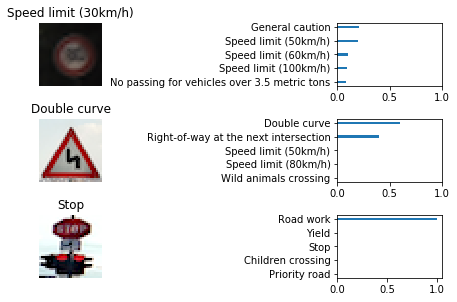 Speed limit (30km/h)
General caution
Speed limit (50km/h)
Speed limit (60km/h)
Speed limit (100km/h)
No passing for vehicles over 3.5 metric tons
0.0 0.5 1.0
Double curve
Double curve
Right-of-way at the next intersection
Speed limit (50km/h)
Speed limit (80km/h)
Wild animals crossing
0.0 0.5 1.0
Stop
STOP
Road work
Yield
Stop
Children crossing
Priority road
0.0 0.5 1.0